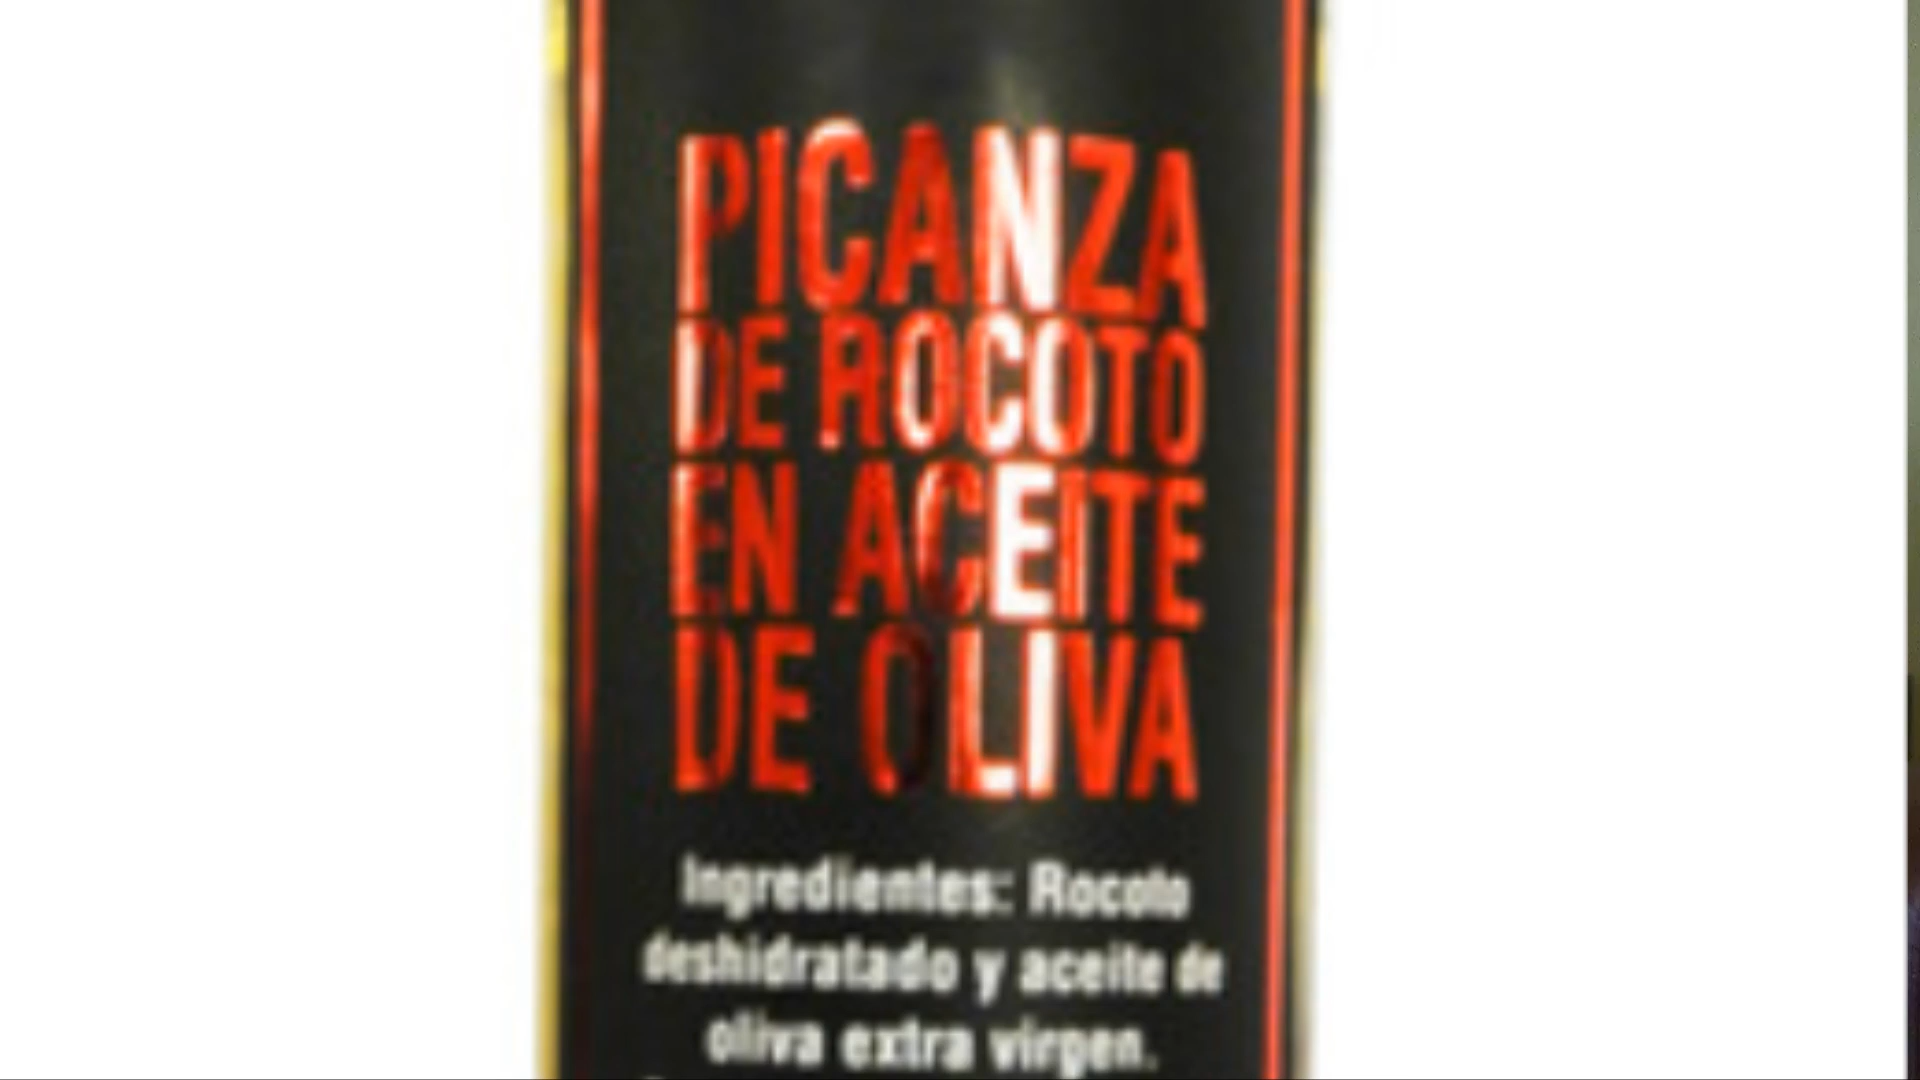 PICANZA
DE ROCOTO
EN ACEITE
DE OLIVA
Ingredientes: Rocoto
deshidratado y aceite de
oliva extra virgen.